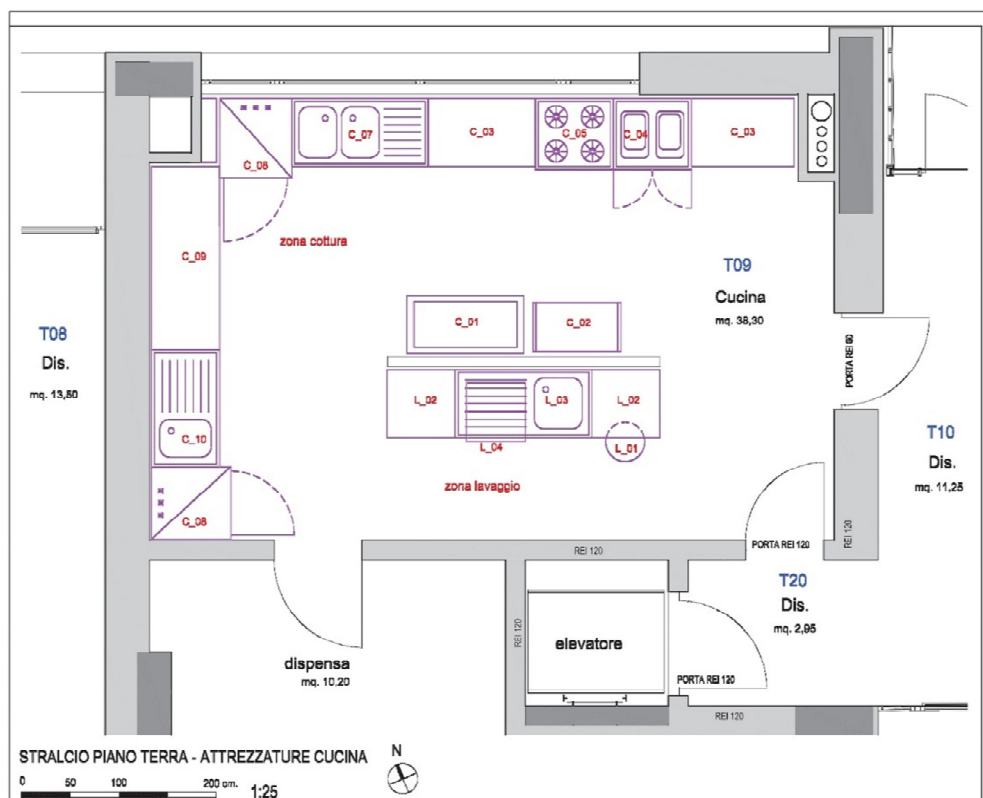 C_07
C_03
C_05
C_04
C_03
C_08
zona cottura
C_09
T09
Cucina
mq. 38,30
C_01
C_02
T08
Dis.
mq. 13,50
PORTA REI 60
L_02
L_03
L_02
C_10
L_04
L_01
T10
Dis.
mq. 11,25
zona lavaggio
C_08
REI 120
PORTA REI 120
REI 120
T20
Dis.
mq. 2,95
REI 120
elevatore
dispensa
mq. 10,20
PORTA REI 120
REI 120
STRALCIO PIANO TERRA - ATTREZZATURE CUCINA
N
0 50 100 200 cm.
1:25